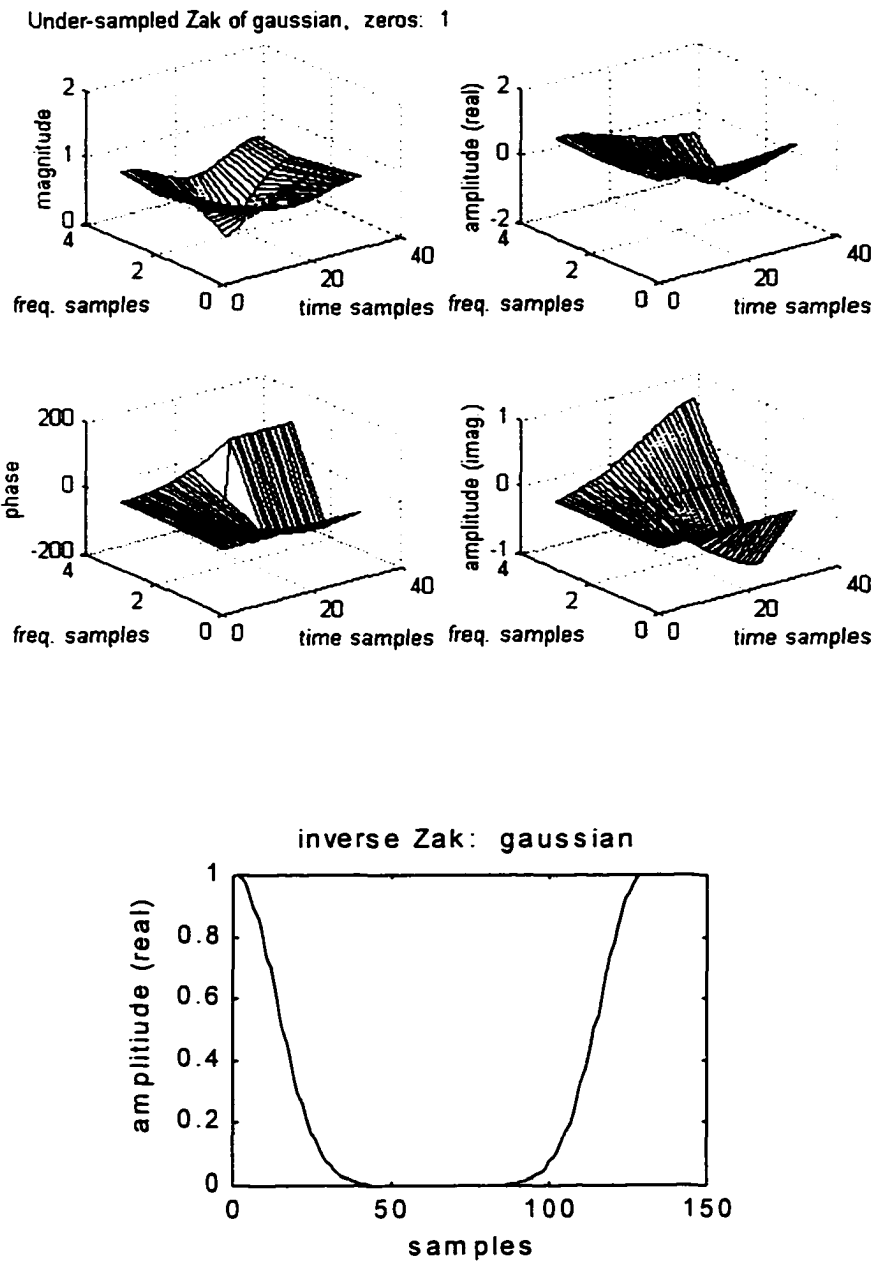 Under-sampled Zak of gaussian, zeros: 1
magnitude
2
1
0
4
2
0
freq. samples
0
20
40
time samples
amplitude (real)
2
0
-2
4
2
0
freq. samples
0
20
40
time samples
phase
200
0
-200
4
2
0
freq. samples
0
20
40
time samples
amplitude (imag.)
1
0
-1
4
2
0
freq. samples
0
20
40
time samples
inverse Zak: gaussian
amplitiude (real)
1
0.8
0.6
0.4
0.2
0
0
50
100
150
samples